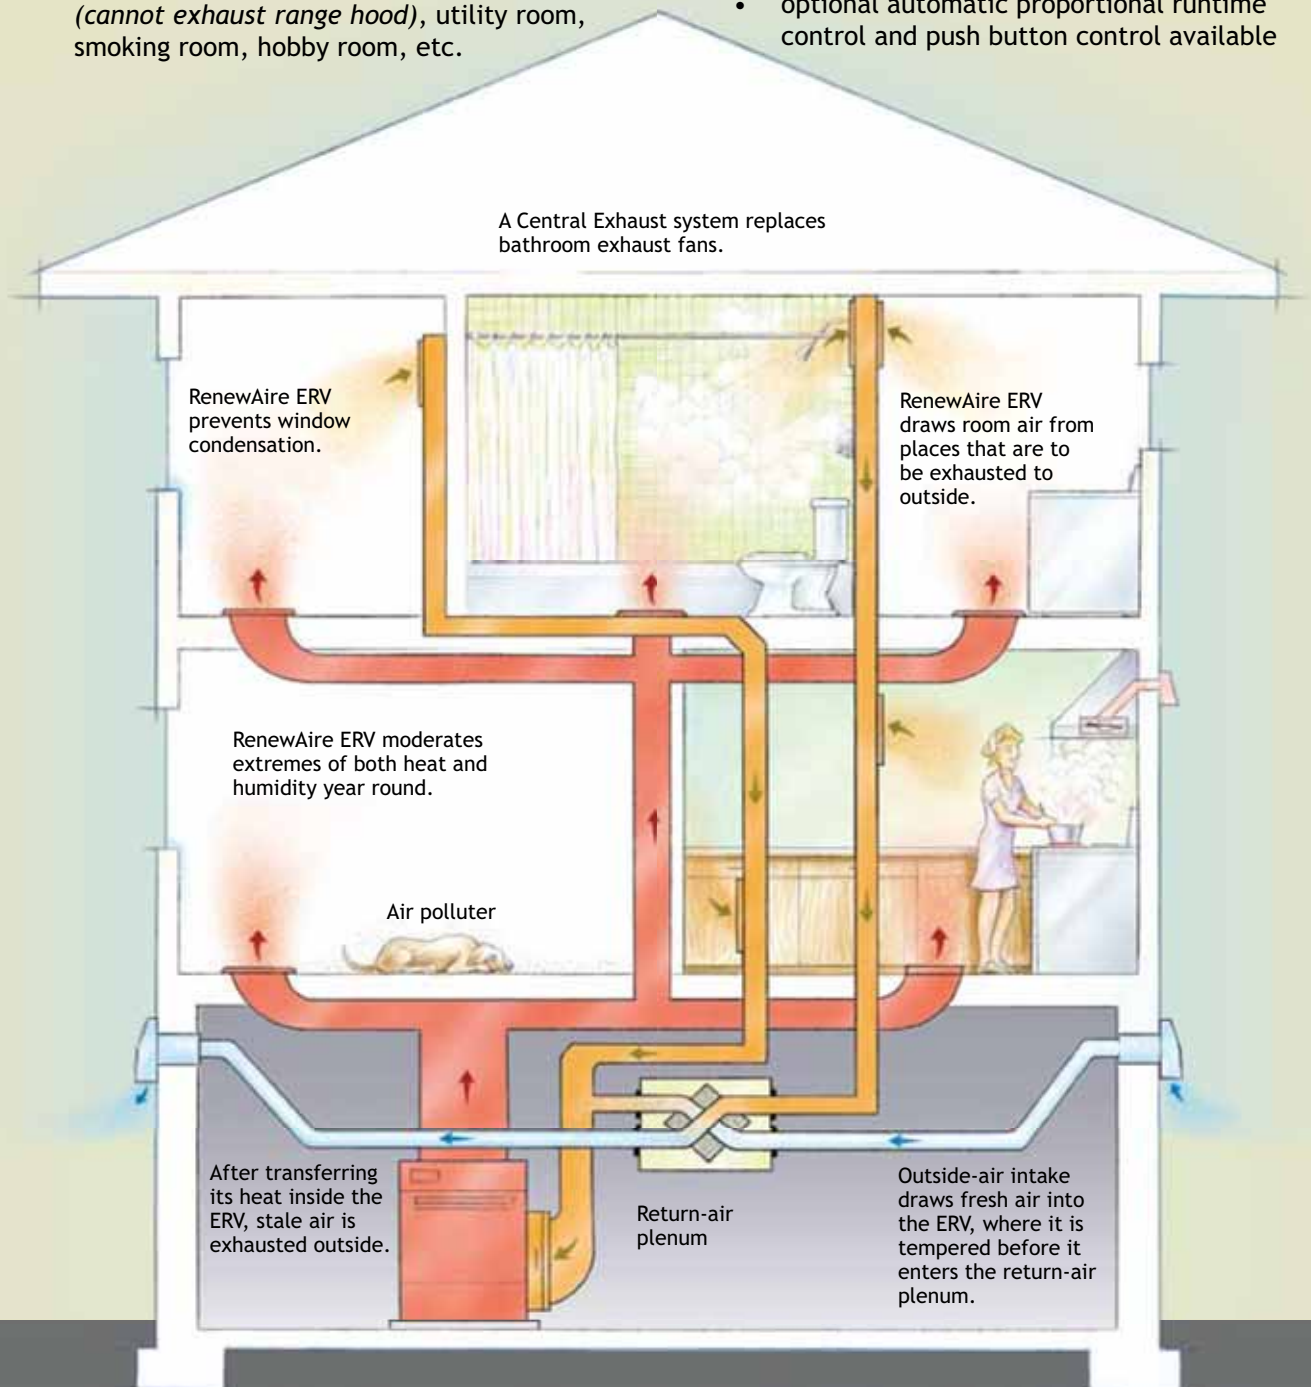 (cannot exhaust range hood), utility room,
smoking room, hobby room, etc.
• optional automatic proportional runtime
control and push button control available
A Central Exhaust system replaces
bathroom exhaust fans.
RenewAire ERV
prevents window
condensation.
RenewAire ERV
draws room air from
places that are to
be exhausted to
outside.
RenewAire ERV moderates
extremes of both heat and
humidity year round.
Air polluter
After transferring
its heat inside the
ERV, stale air is
exhausted outside.
Return-air
plenum
Outside-air intake
draws fresh air into
the ERV, where it is
tempered before it
enters the return-air
plenum.